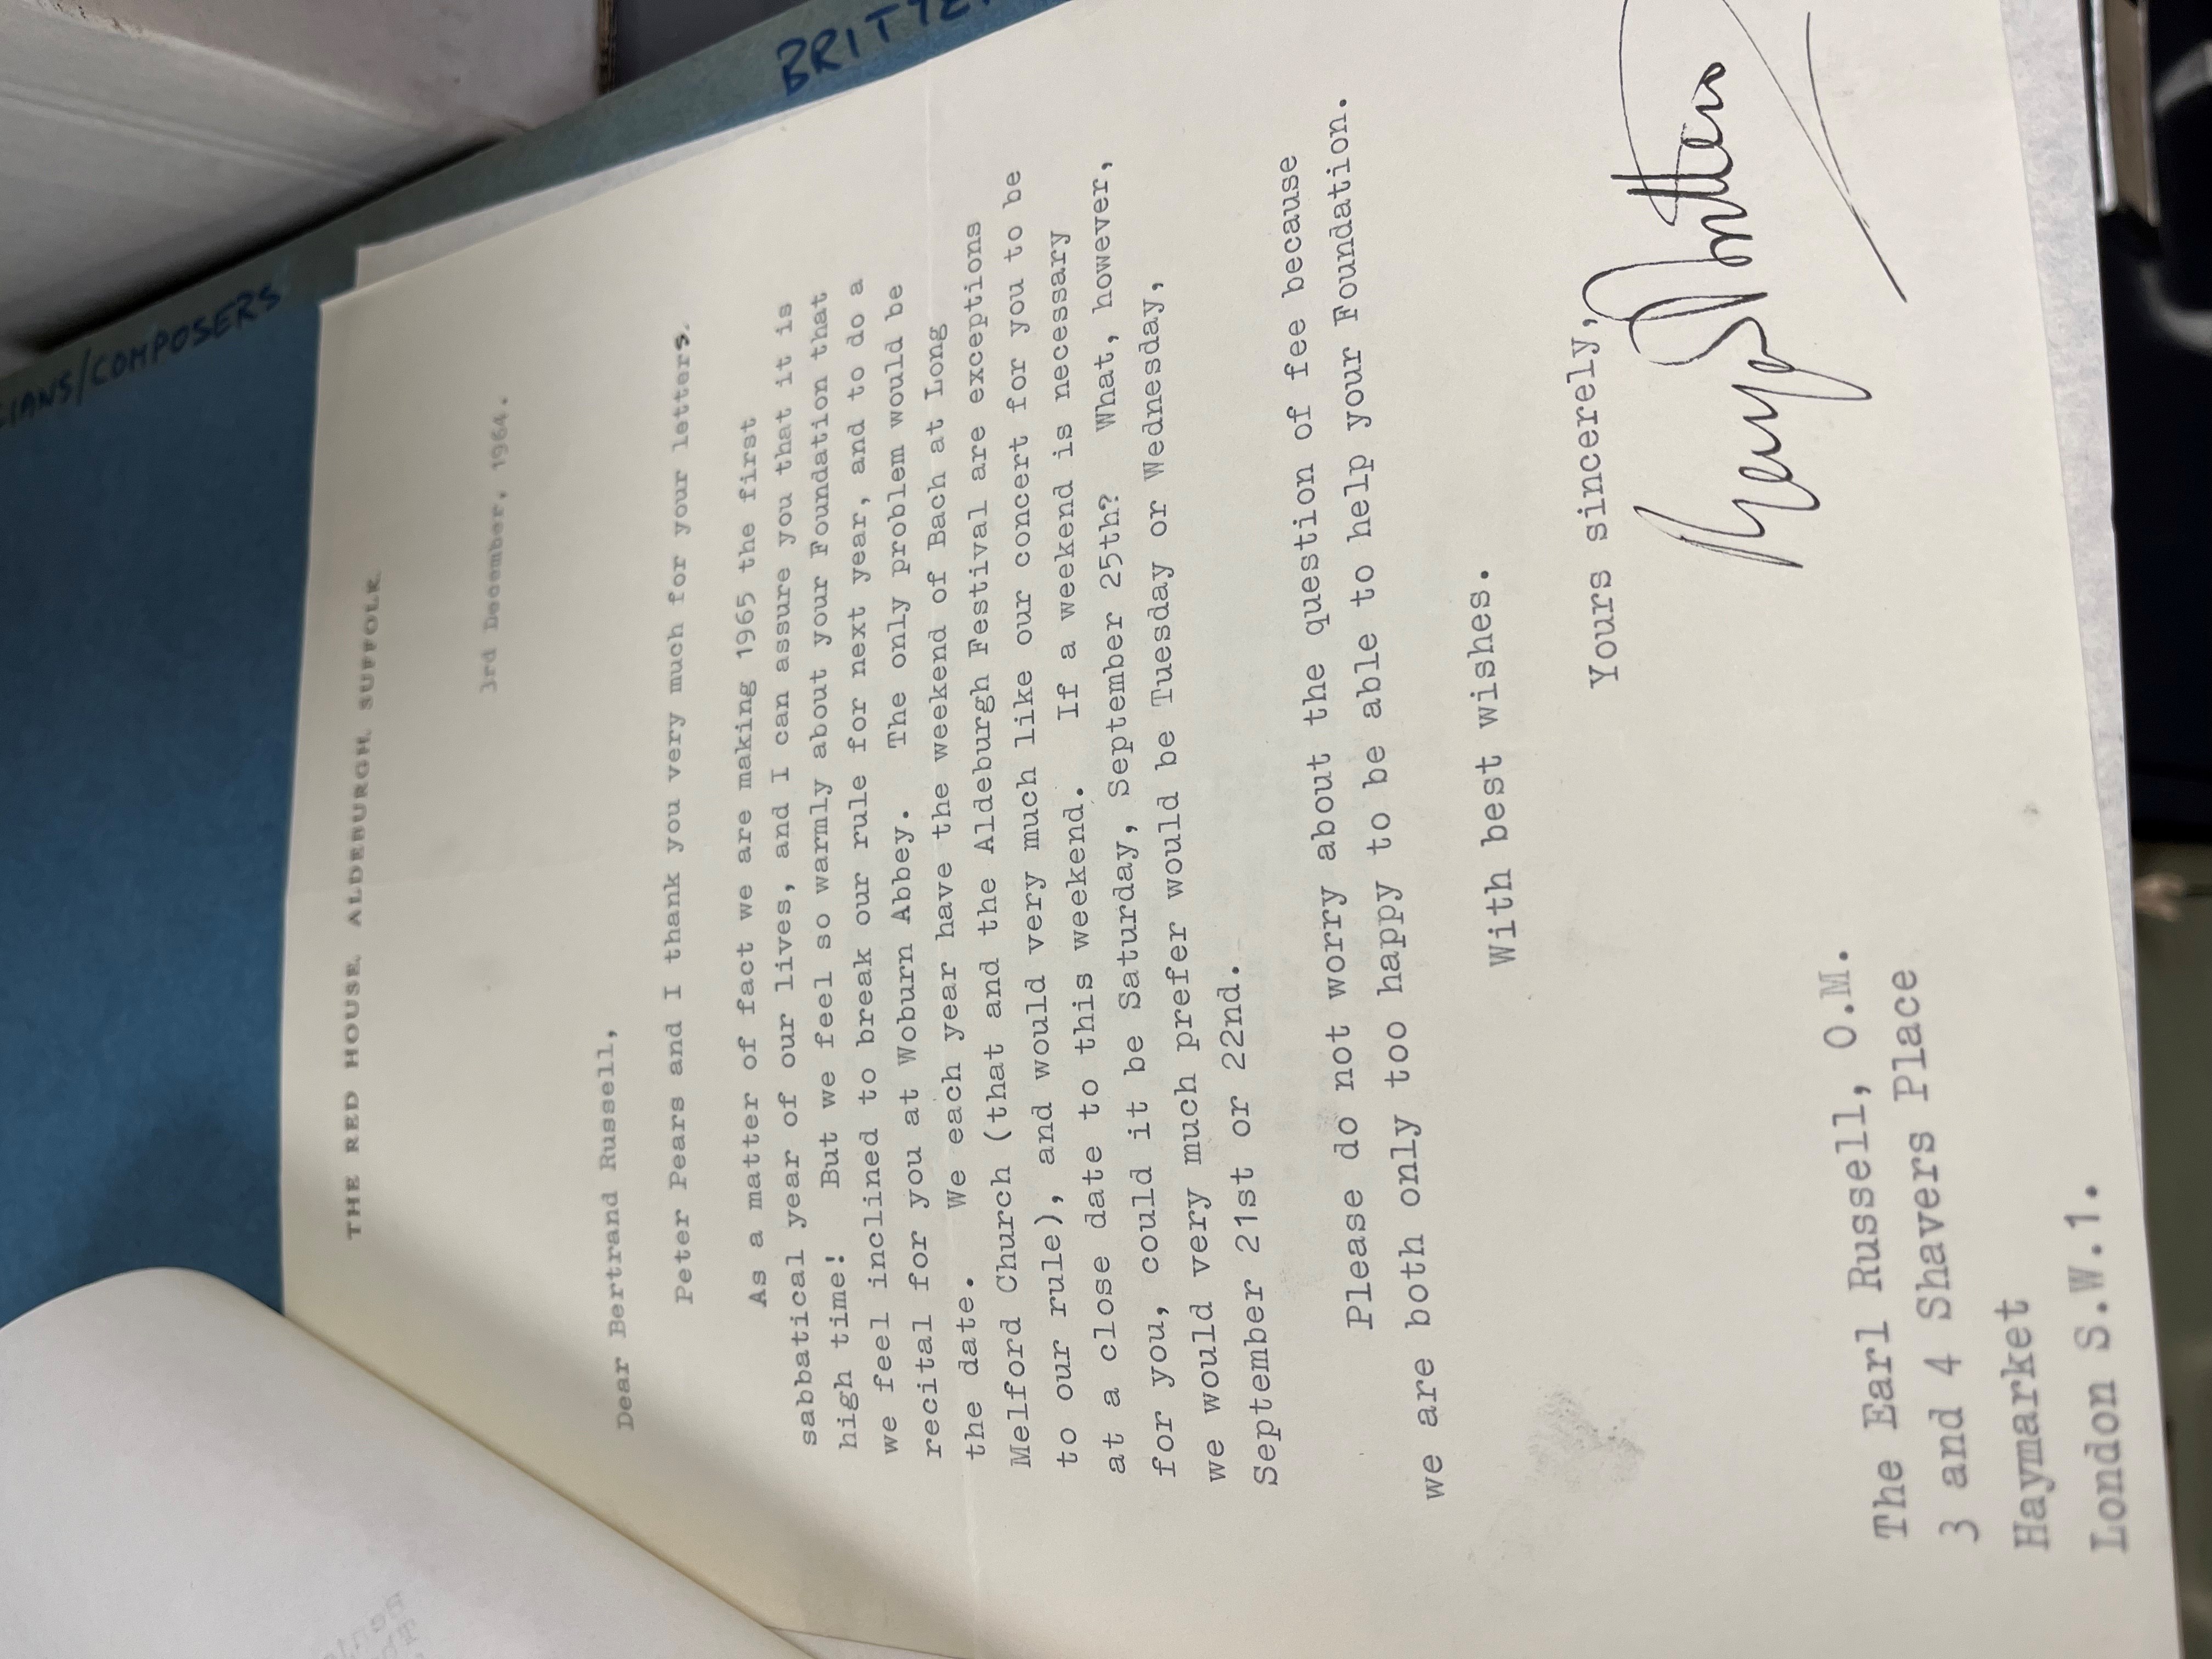 BRITTE
IANS/COMPOSERS
THE RED HOUSE, ALDEBURGH, SUFFOLK
3rd December, 1964.
Dear Bertrand Russell,
Peter Pears and I thank you very much for your letters.
As a matter of fact we are making 1965 the first
sabbatical year of our lives, and I can assure you that it is
high time! But we feel so warmly about your Foundation that
we feel inclined to break our rule for next year, and to do a
recital for you at Woburn Abbey. The only problem would be
the date. We each year have the weekend of Bach at Long
Melford Church (that and the Aldeburgh Festival are exceptions
to our rule), and would very much like our concert for you to be
at a close date to this weekend. If a weekend is necessary
for you, could it be Saturday, September 25th? What, however,
we would very much prefer would be Tuesday or Wednesday,
September 21st or 22nd.
Please do not worry about the question of fee because
we are both only too happy to be able to help your Foundation.
With best wishes.
Yours sincerely,
Benj Britten
The Earl Russell, O.M.
3 and 4 Shavers Place
Haymarket
London S.W.1.